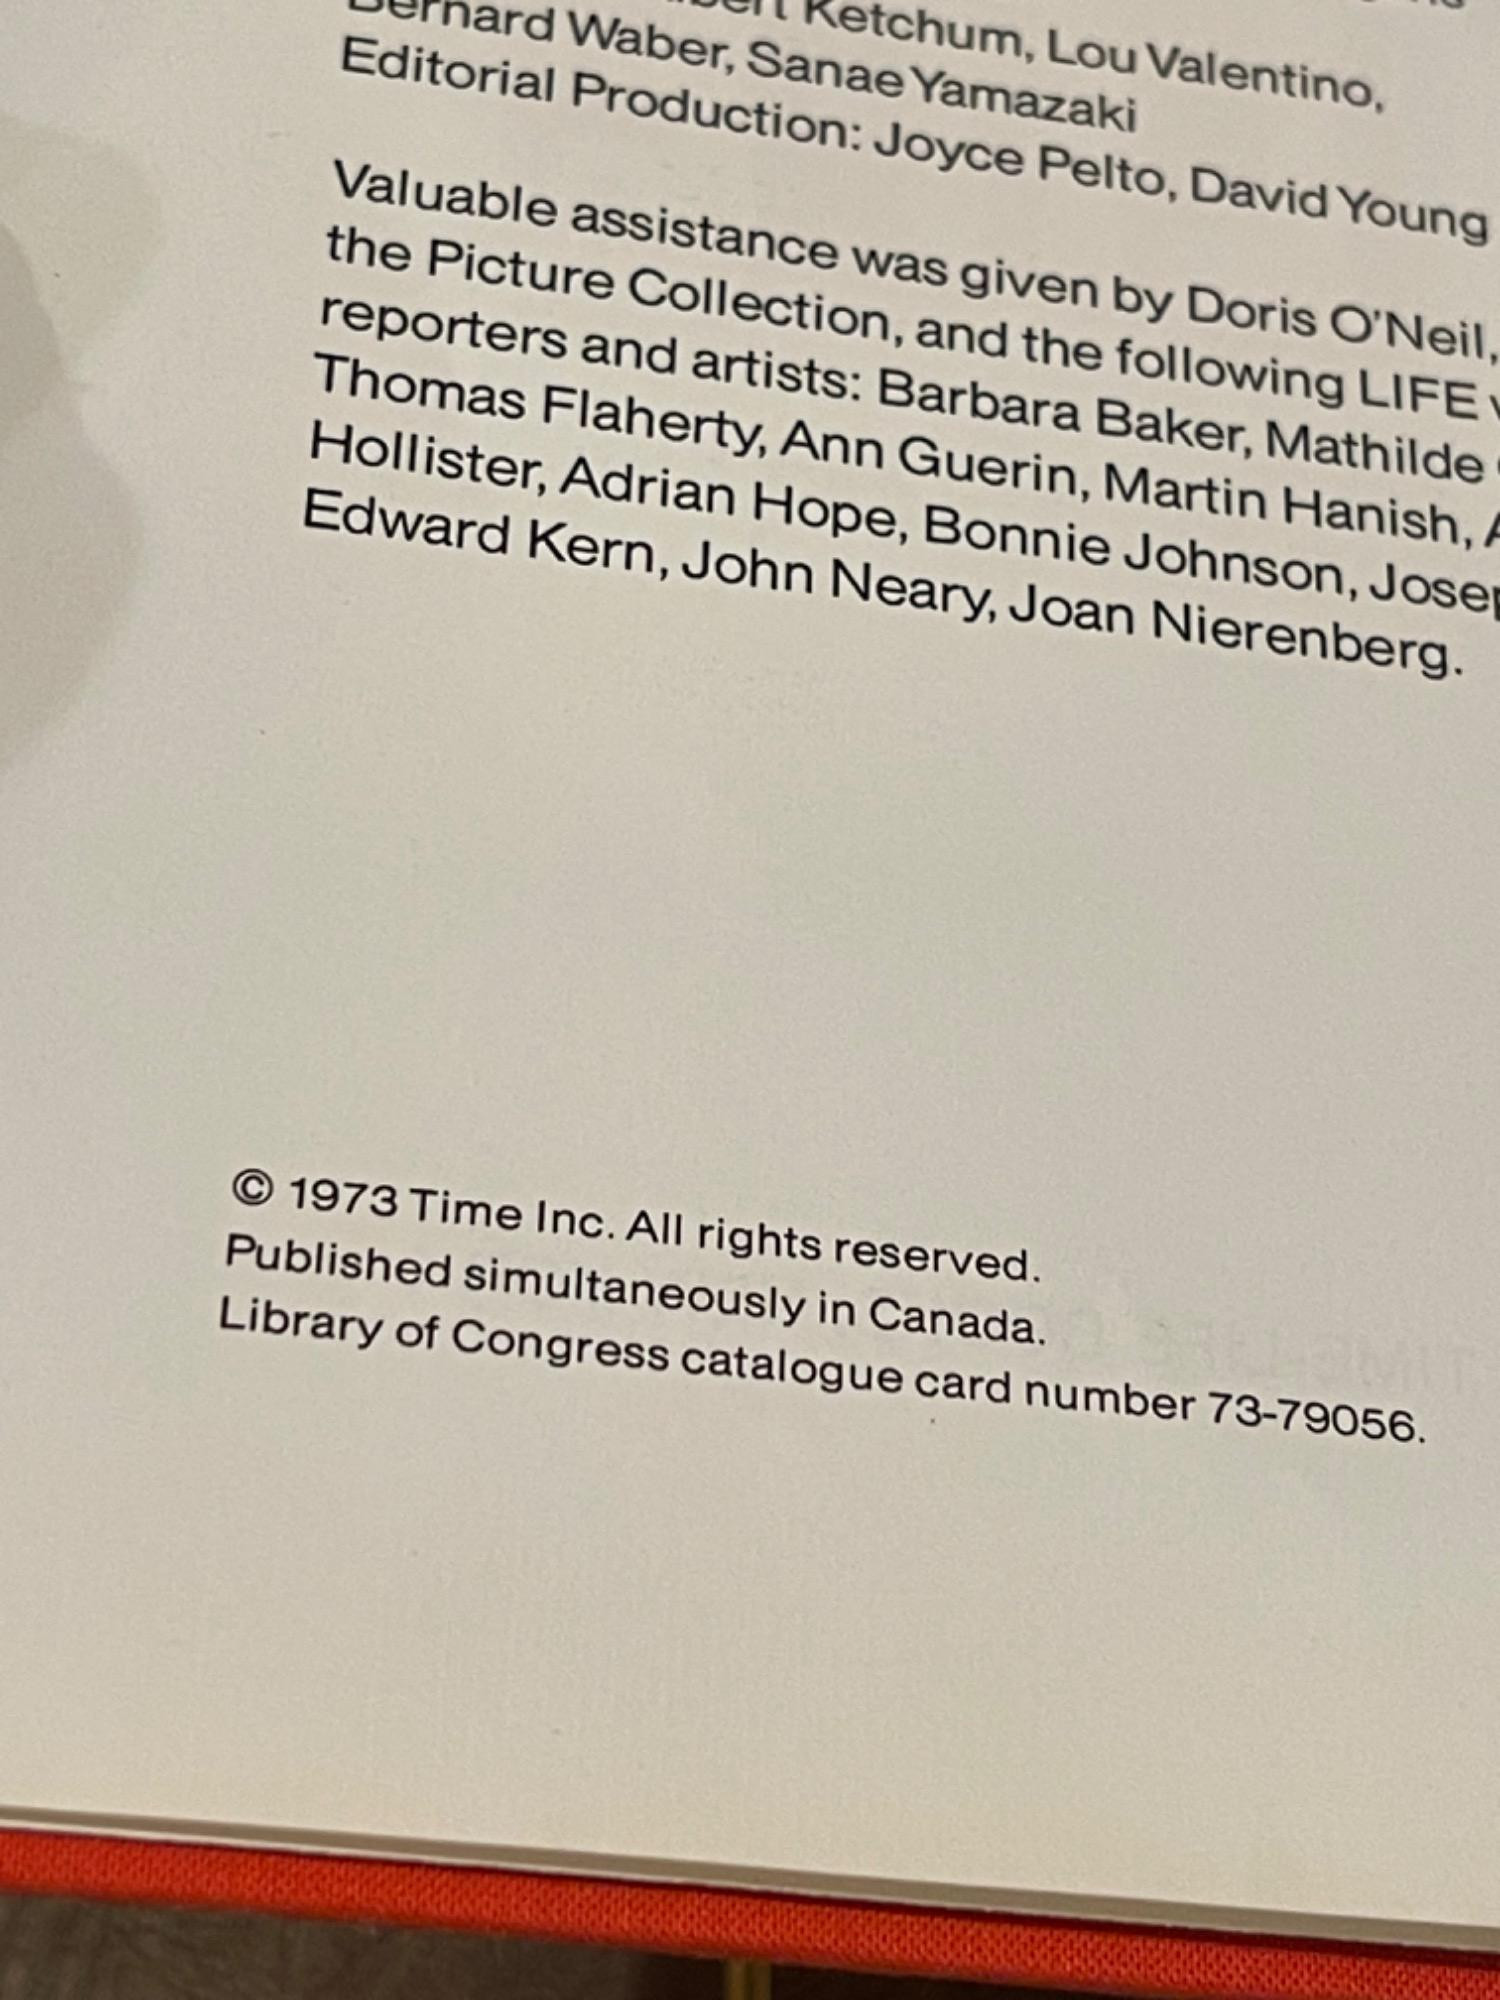 Ketchum, Lou Valentino,
Bernard Waber, Sanae Yamazaki
Editorial Production: Joyce Pelto, David Young
Valuable assistance was given by Doris O'Neil,
the Picture Collection, and the following LIFE
reporters and artists: Barbara Baker, Mathilde
Thomas Flaherty, Ann Guerin, Martin Hanish,
Hollister, Adrian Hope, Bonnie Johnson,
Edward Kern, John Neary, Joan Nierenberg.
© 1973 Time Inc. All rights reserved.
Published simultaneously in Canada.
Library of Congress catalogue card number 73-79056.